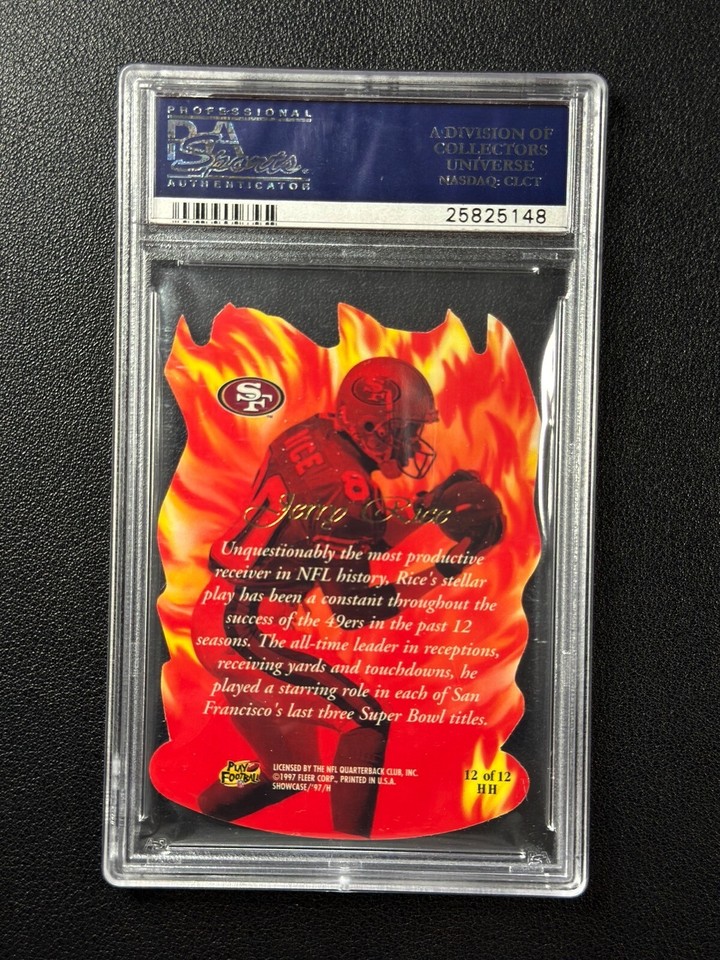 PROFESSIONAL
PSA
Sports
AUTHENTICATOR
A DIVISION OF
COLLECTORS
UNIVERSE
NASDAQ: CLCT
25825148
SF
RICE
8
Jerry Rice
Unquestionably the most productive
receiver in NFL history, Rice's stellar
play has been a constant throughout the
success of the 49ers in the past 12
seasons. The all-time leader in receptions,
receiving yards and touchdowns, he
played a starring role in each of San
Francisco's last three Super Bowl titles.
PLAY
FOOTBALL
LICENSED BY THE NFL QUARTERBACK CLUB, INC.
©1997 FLEER CORP., PRINTED IN U.S.A.
SHOWCASE/'97/H
12 of 12
HH